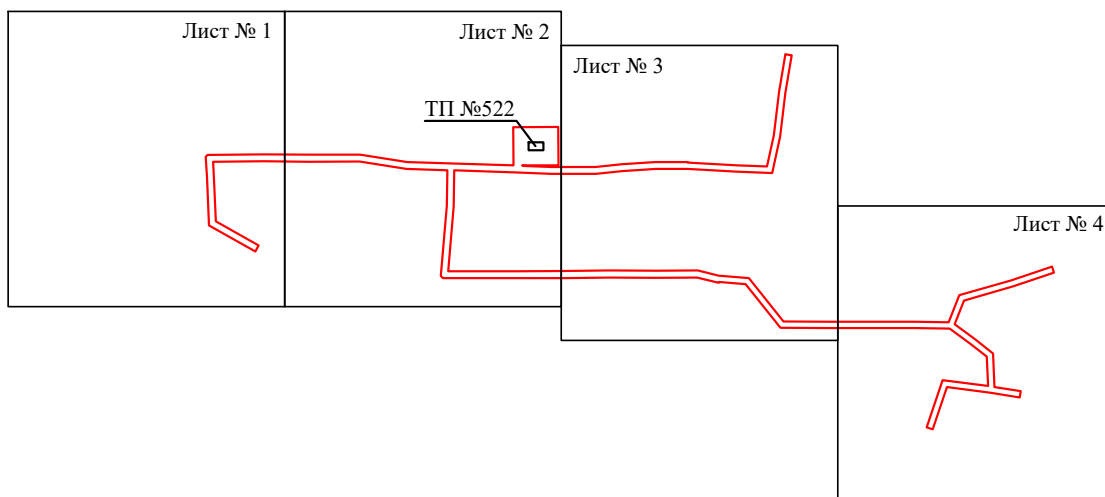 Лист № 1
Лист № 2
Лист № 3
ТП №522
Лист № 4